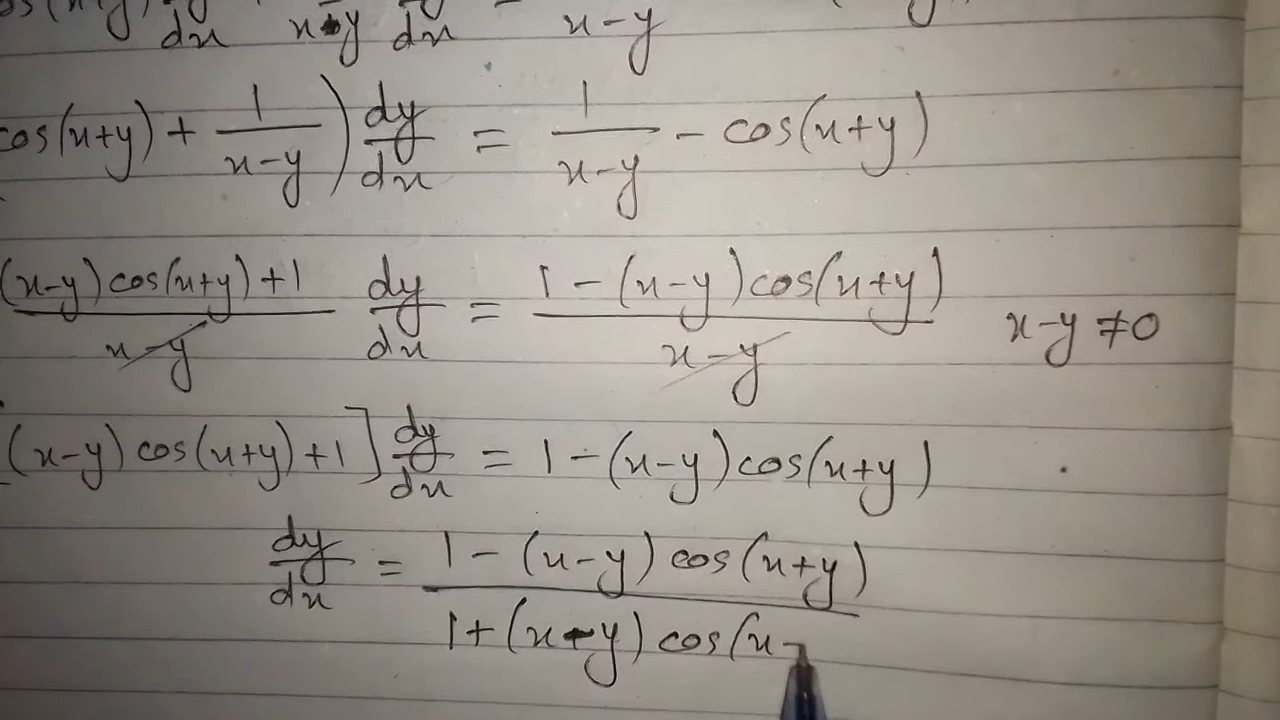 dx x-y dx x-y
cos(x+y) + 1/(x-y)) dy/dx = 1/(x-y) - cos(x+y)
(x-y)cos(x+y)+1/(x-y) dy/dx = 1-(x-y)cos(x+y)/(x-y) x-y ≠ 0
(x-y)cos(x+y)+1] dy/dx = 1-(x-y)cos(x+y)
dy/dx = 1-(x-y)cos(x+y)/1+(x-y)cos(x-